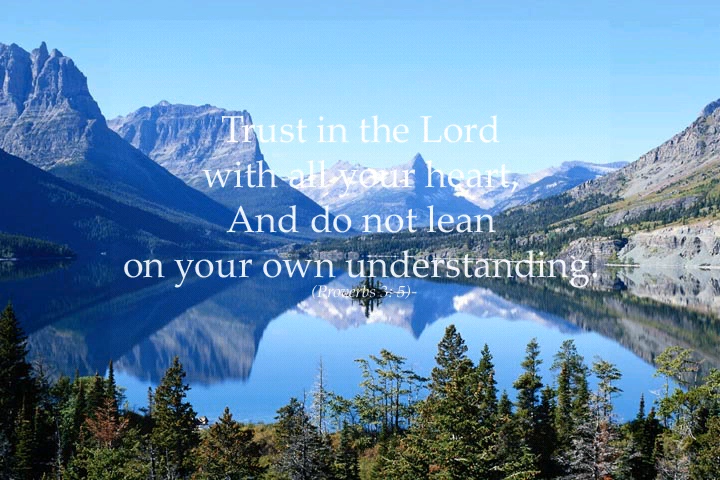 Trust in the Lord
with all your heart,
And do not lean
on your own understanding.
(Proverbs 3: 5)